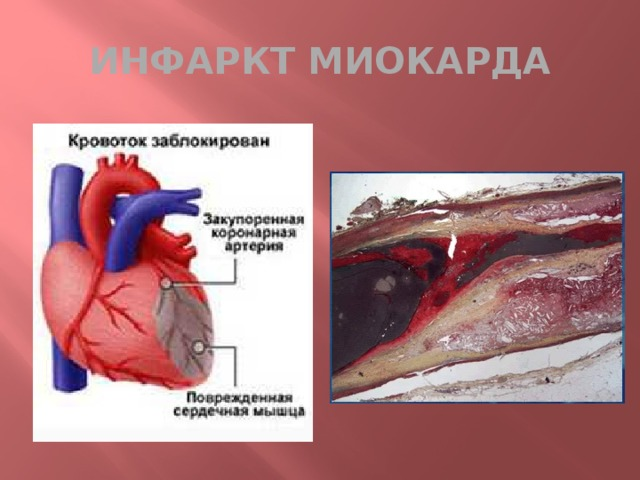 ИНФАРКТ МИОКАРДА
Кровоток заблокирован
Закупоренная
коронарная
артерия
Поврежденная
сердечная мышца